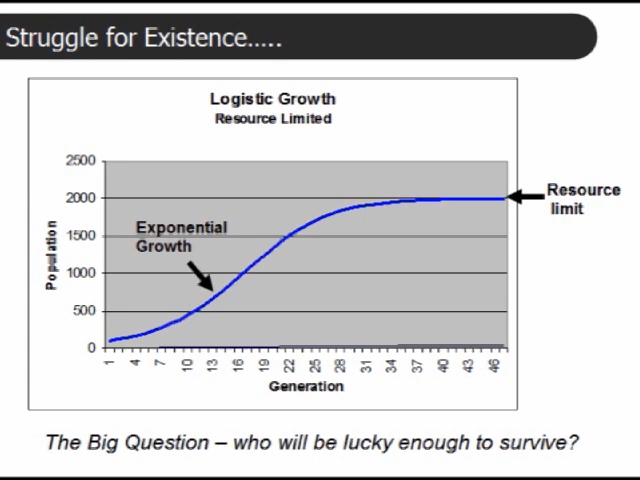 Struggle for Existence.....
Logistic Growth
Resource Limited
2500
2000
1500
1000
500
0
Population
Exponential
Growth
Resource
limit
1 4 7 10 13 16 19 22 25 28 31 34 37 40 43 46
Generation
The Big Question – who will be lucky enough to survive?